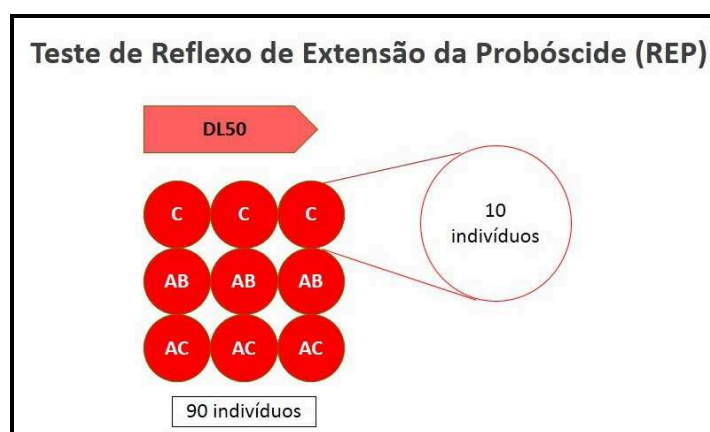 Teste de Reflexo de Extensão da Probóscide (REP)
DL50
C C C
10
indivíduos
AB AB AB
AC AC AC
90 indivíduos